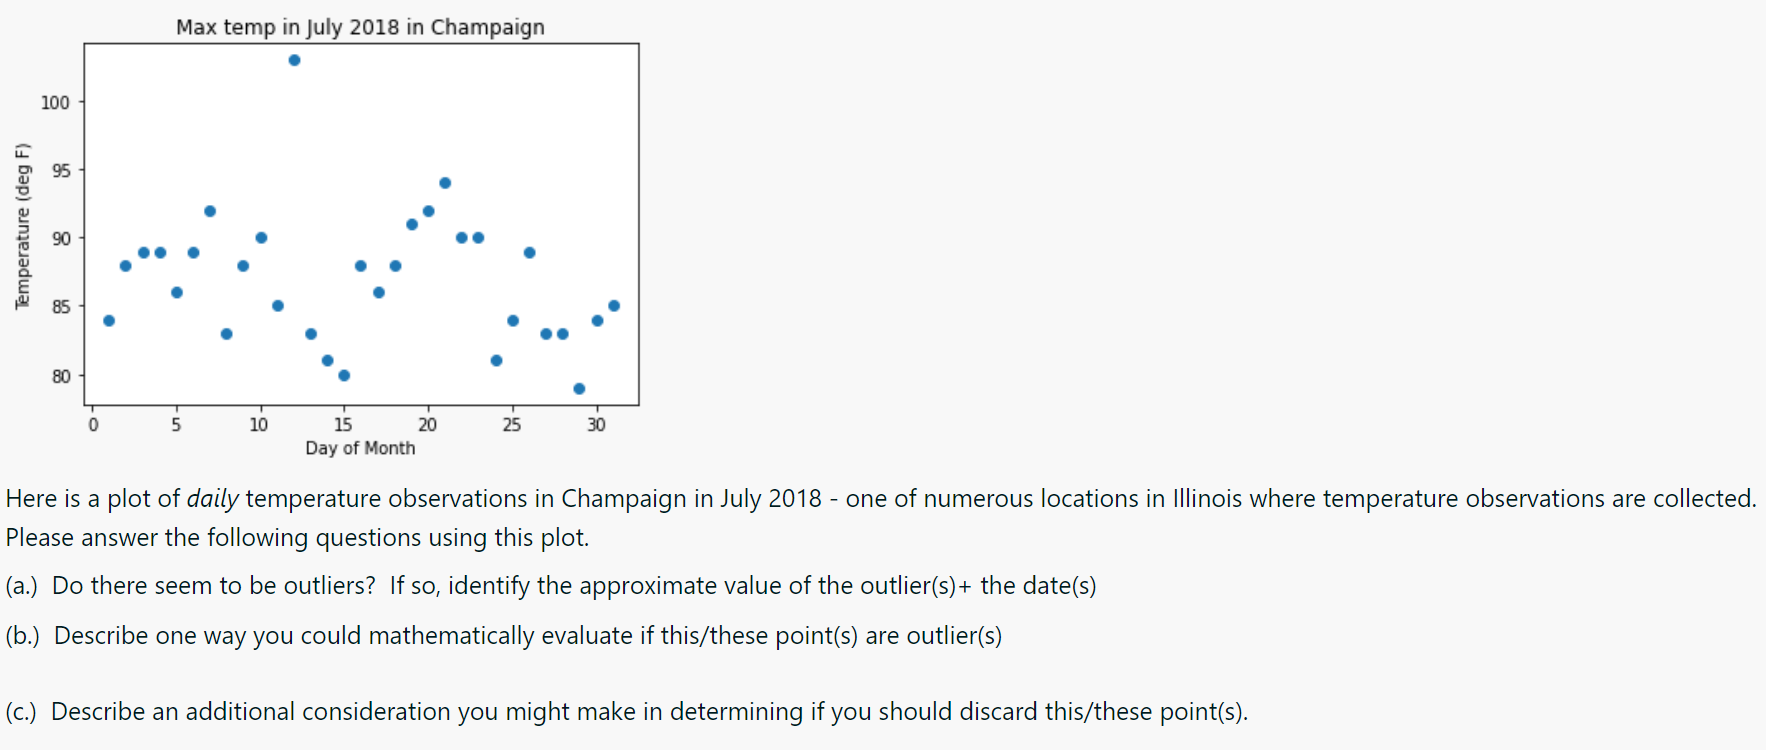 Max temp in July 2018 in Champaign
Temperature (deg F)
100
95
90
85
80
0 5 10 15 20 25 30
Day of Month
Here is a plot of daily temperature observations in Champaign in July 2018 - one of numerous locations in Illinois where temperature observations are collected.
Please answer the following questions using this plot.
(a.) Do there seem to be outliers? If so, identify the approximate value of the outlier(s)+ the date(s)
(b.) Describe one way you could mathematically evaluate if this/these point(s) are outlier(s)
(c.) Describe an additional consideration you might make in determining if you should discard this/these point(s).